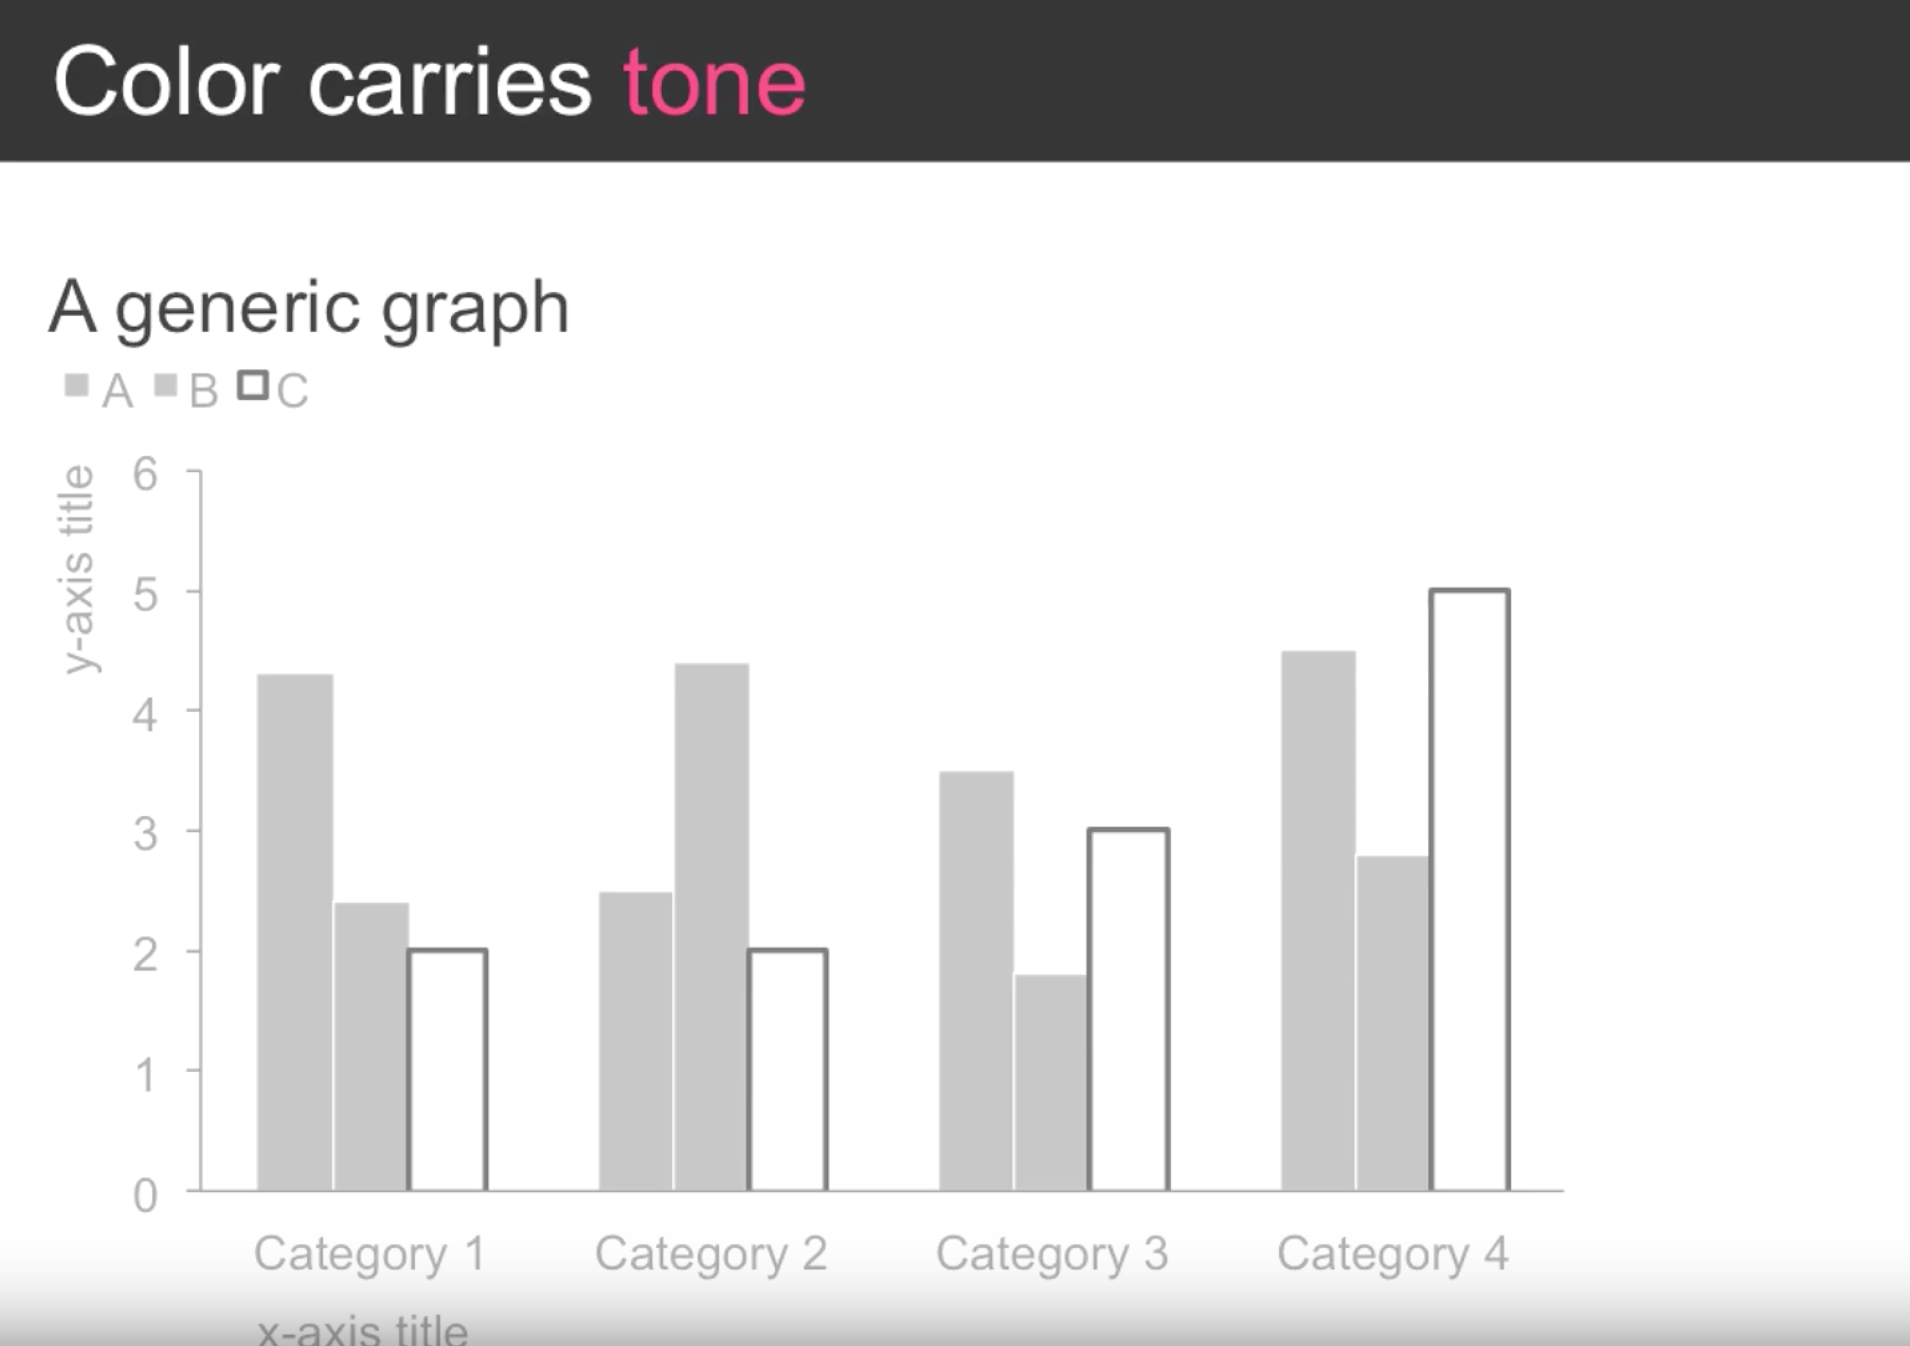 Color carries tone
A generic graph
A B C
y-axis title
6
5
4
3
2
1
0
Category 1 Category 2 Category 3 Category 4
x-axis title